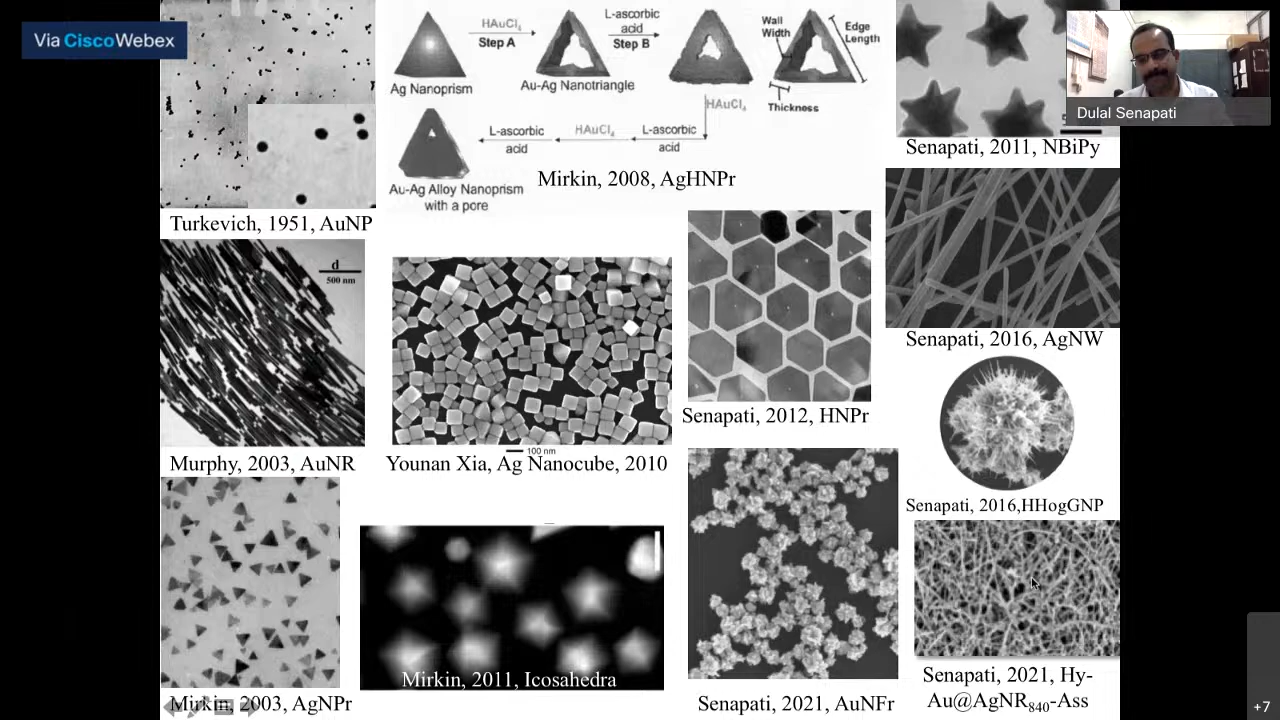 Via CiscoWebex
HAuCl₄
Step A
L-ascorbic
acid
Step B
Wall
Width
Edge
Length
Thickness
Ag Nanoprism
Au-Ag Nanotriangle
HAuCl₄
L-ascorbic
acid
HAuCl₄
L-ascorbic
acid
Au-Ag Alloy Nanoprism
with a pore
Mirkin, 2008, AgHNPr
Dulal Senapati
Senapati, 2011, NBiPy
Turkevich, 1951, AuNP
d
500 nm
Senapati, 2016, AgNW
Senapati, 2012, HNPr
100 nm
Murphy, 2003, AuNR
Younan Xia, Ag Nanocube, 2010
Senapati, 2016,HHogGNP
Mirkin, 2011, Icosahedra
Senapati, 2021, Hy-
Au@AgNR₈₄₀-Ass
Mirkin, 2003, AgNPr
Senapati, 2021, AuNFr
+7